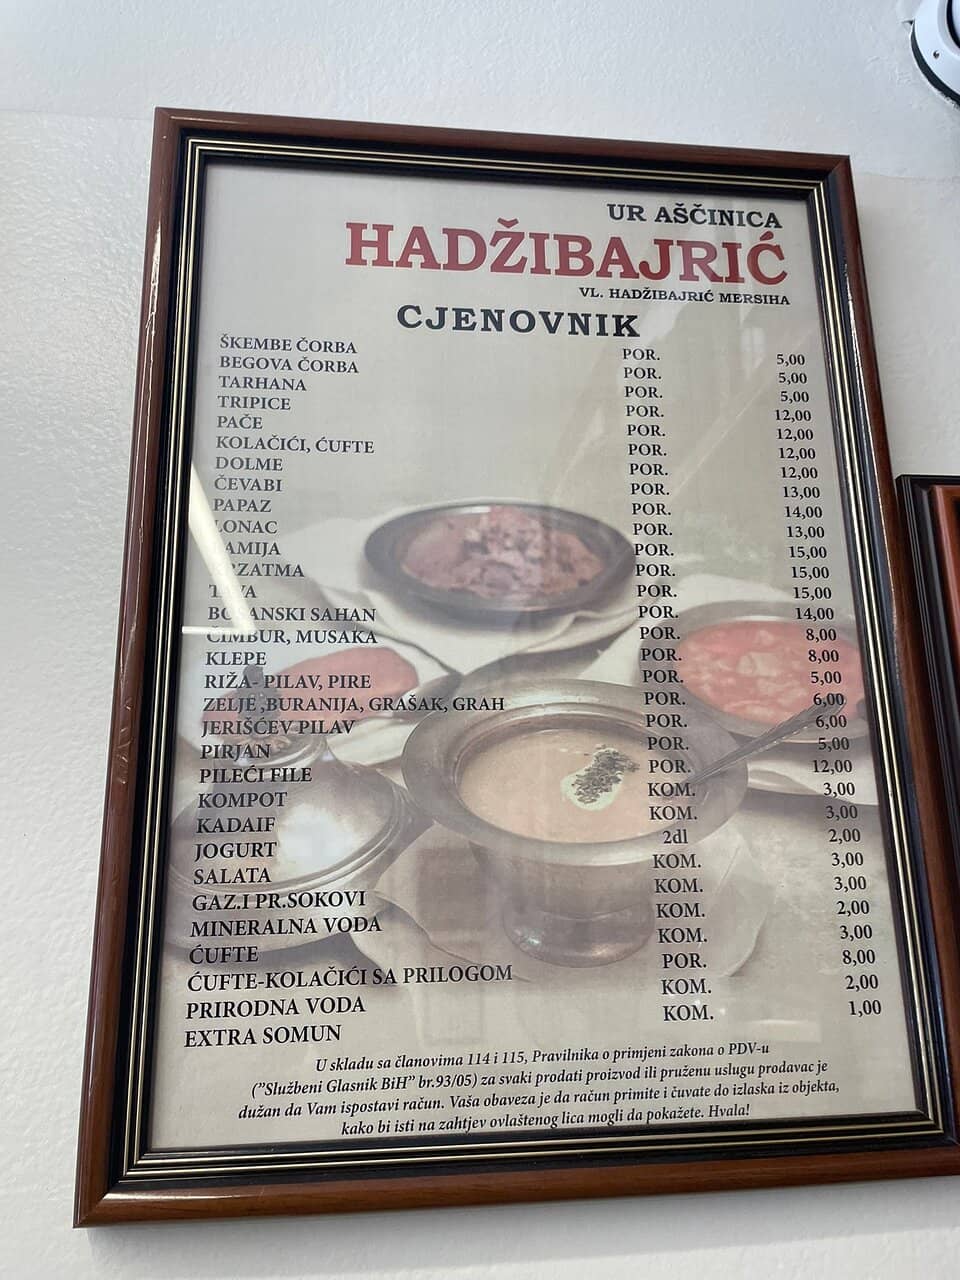 UR AŠČINICA
HADŽIBAJRIĆ
VL. HADŽIBAJRIĆ MERSIHA
CJENOVNIK
ŠKEMBE ČORBA POR. 5,00
BEGOVA ČORBA POR. 5,00
TARHANA POR. 5,00
TRIPICE POR. 12,00
PAČE POR. 12,00
KOLAČIĆI, ĆUFTE POR. 12,00
DOLME POR. 12,00
ČEVABI POR. 13,00
PAPAZ POR. 14,00
LONAC POR. 13,00
POR. 15,00
POR. 15,00
TAVA POR. 15,00
BOSANSKI SAHAN POR. 14,00
CIMBUR, MUSAKA POR. 8,00
KLEPE POR. 8,00
RIŽA- PILAV, PIRE POR. 5,00
ZELJE ,BURANIJA, GRAŠAK, GRAH POR. 6,00
JERIŠĆEV PILAV POR. 6,00
PIRJAN POR. 5,00
PILEĆI FILE POR. 12,00
KOMPOT KOM. 3,00
KADAIF KOM. 3,00
JOGURT 2dl 2,00
SALATA KOM. 3,00
GAZ.I PR.SOKOVI KOM. 3,00
MINERALNA VODA KOM. 2,00
ĆUFTE KOM. 3,00
ĆUFTE-KOLAČIĆI SA PRILOGOM POR. 8,00
PRIRODNA VODA KOM. 2,00
EXTRA SOMUN KOM. 1,00
U skladu sa članovima 114 i 115, Pravilnika o primjeni zakona o PDV-u
("Službeni Glasnik BiH" br.93/05) za svaki prodati proizvod ili pruženu uslugu prodavac je
dužan da Vam ispostavi račun. Vaša obaveza je da račun primite i čuvate do izlaska iz objekta,
kako bi isti na zahtjev ovlaštenog lica mogli da pokažete. Hvala!